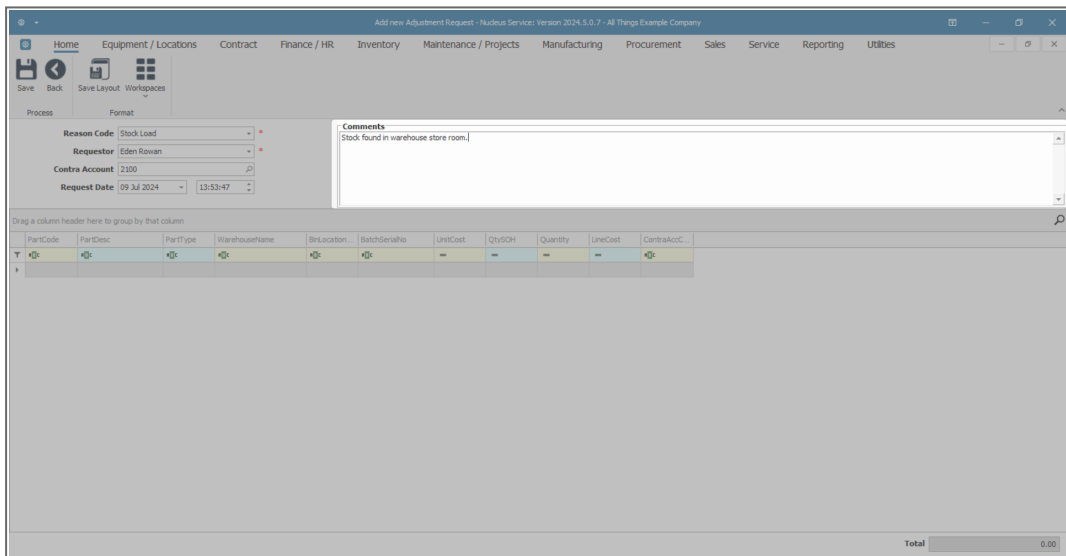 Add new Adjustment Request - Nucleus Service: Version 2024.5.0.7 - All Things Example Company
Home Equipment / Locations Contract Finance / HR Inventory Maintenance / Projects Manufacturing Procurement Sales Service Reporting Utilities
Save Back Save Layout Workspaces
Process Format
Reason Code Stock Load *
Requestor Eden Rowan *
Contra Account 2100
Request Date 09 Jul 2024 13:53:47
Comments
Stock found in warehouse store room.
Drag a column header here to group by that column
PartCode PartDesc PartType WarehouseName BinLocation... BatchSerialNo UnitCost QtySOH Quantity LineCost ContraAccC...
Total 0.00